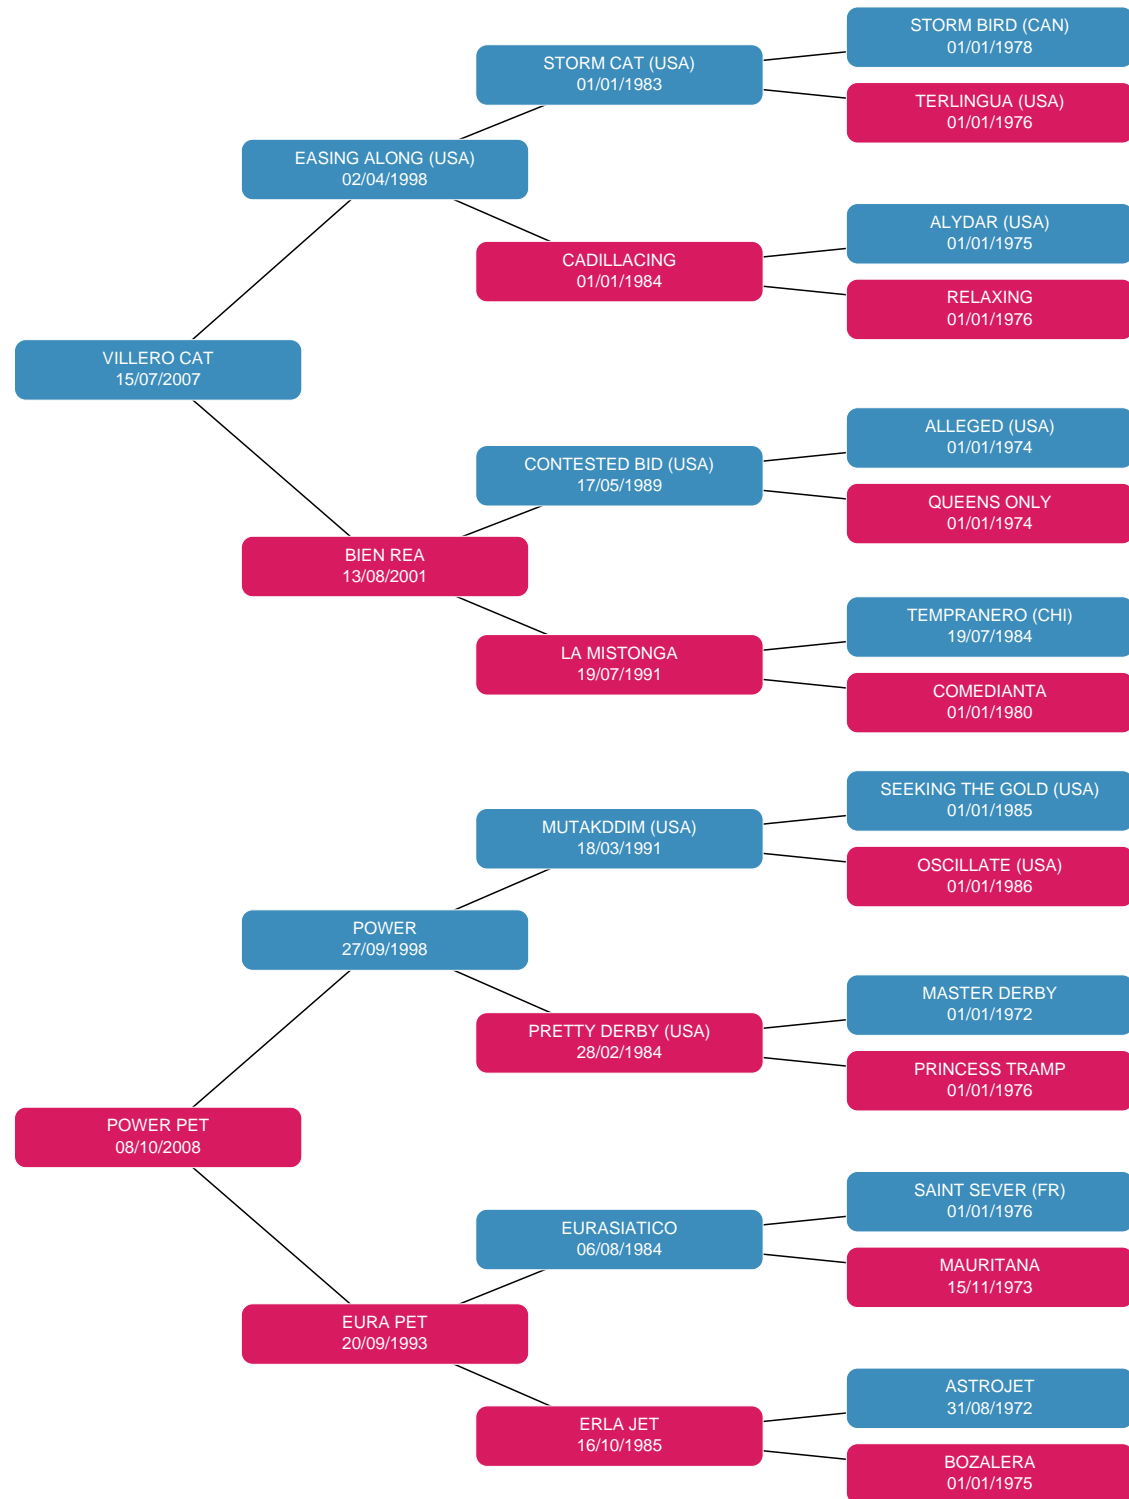 STORM BIRD (CAN)
01/01/1978
STORM CAT (USA)
01/01/1983
TERLINGUA (USA)
01/01/1976
EASING ALONG (USA)
02/04/1998
ALYDAR (USA)
01/01/1975
CADILLACING
01/01/1984
RELAXING
01/01/1976
VILLERO CAT
15/07/2007
ALLEGED (USA)
01/01/1974
CONTESTED BID (USA)
17/05/1989
QUEENS ONLY
01/01/1974
BIEN REA
13/08/2001
TEMPRANERO (CHI)
19/07/1984
LA MISTONGA
19/07/1991
COMEDIANTA
01/01/1980
SEEKING THE GOLD (USA)
01/01/1985
MUTAKDDIM (USA)
18/03/1991
OSCILLATE (USA)
01/01/1986
POWER
27/09/1998
MASTER DERBY
01/01/1972
PRETTY DERBY (USA)
28/02/1984
PRINCESS TRAMP
01/01/1976
POWER PET
08/10/2008
SAINT SEVER (FR)
01/01/1976
EURASIATICO
06/08/1984
MAURITANA
15/11/1973
EURA PET
20/09/1993
ASTROJET
31/08/1972
ERLA JET
16/10/1985
BOZALERA
01/01/1975